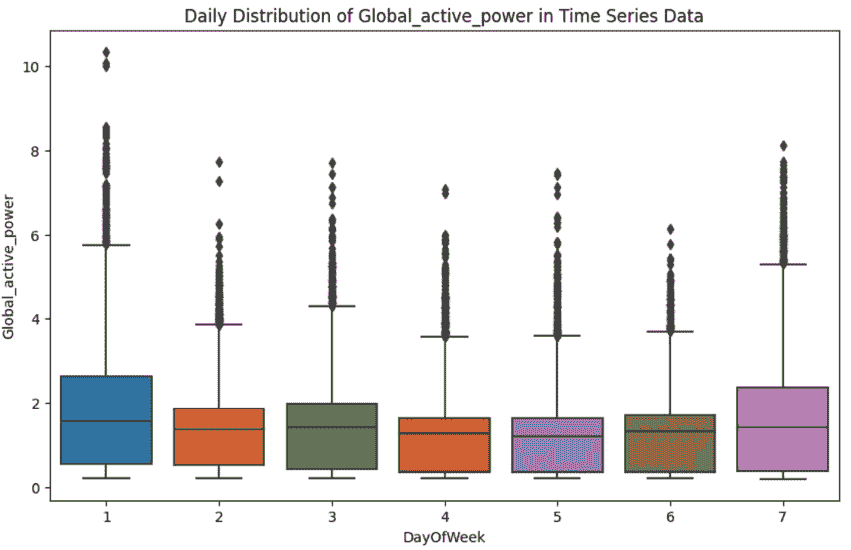 Daily Distribution of Global_active_power in Time Series Data
Global_active_power
10
8
6
4
2
0
1 2 3 4 5 6 7
DayOfWeek